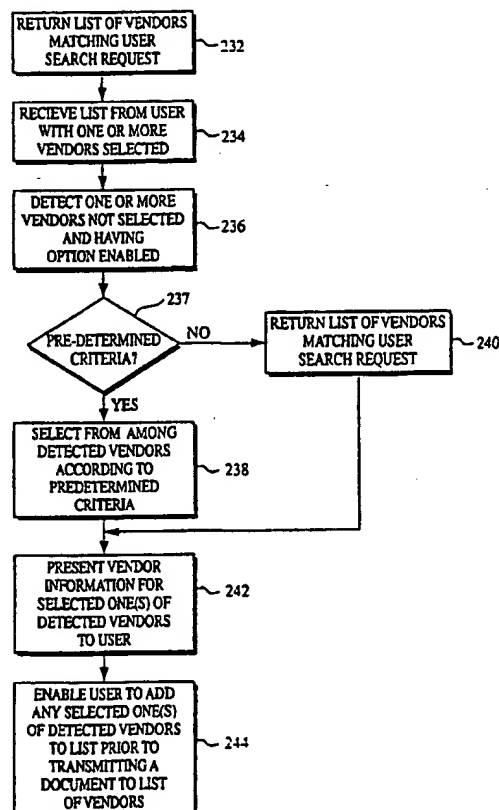 RETURN LIST OF VENDORS
MATCHING USER
SEARCH REQUEST
232
RECIEVE LIST FROM USER
WITH ONE OR MORE
VENDORS SELECTED
234
DETECT ONE OR MORE
VENDORS NOT SELECTED
AND HAVING
OPTION ENABLED
236
237
PRE-DETERMINED
CRITERIA?
NO
RETURN LIST OF VENDORS
MATCHING USER
SEARCH REQUEST
240
YES
SELECT FROM AMONG
DETECTED VENDORS
ACCORDING TO
PREDETERMINED
CRITERIA
238
PRESENT VENDOR
INFORMATION FOR
SELECTED ONE(S) OF
DETECTED VENDORS
TO USER
242
ENABLE USER TO ADD
ANY SELECTED ONE(S)
OF DETECTED VENDORS
TO LIST PRIOR TO
TRANSMITTING A
DOCUMENT TO LIST
OF VENDORS
244